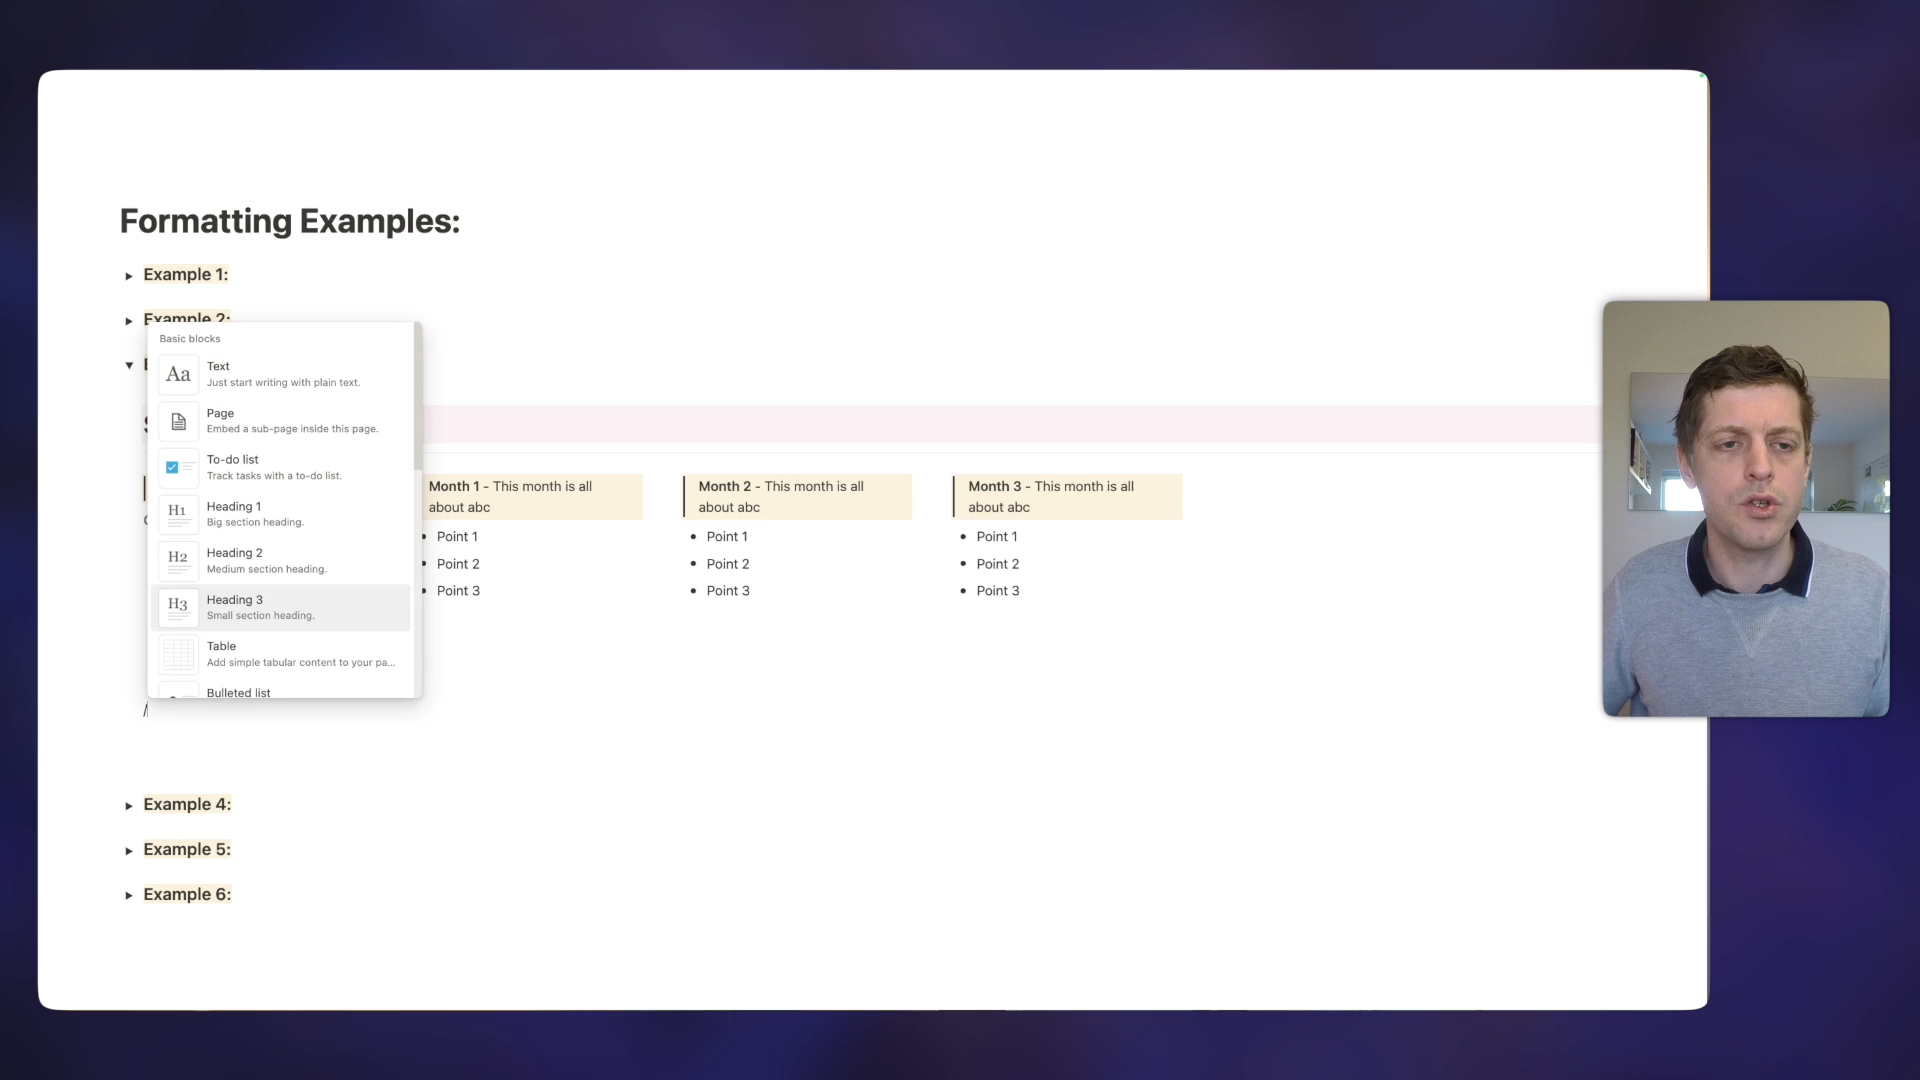 Formatting Examples:
Example 1:
Example 2:
Basic blocks
Aa
Text
Just start writing with plain text.
Page
Embed a sub-page inside this page.
To-do list
Track tasks with a to-do list.
H1
Heading 1
Big section heading.
H2
Heading 2
Medium section heading.
H3
Heading 3
Small section heading.
Table
Add simple tabular content to your pa...
Bulleted list
/
Month 1 - This month is all
about abc
Point 1
Point 2
Point 3
Month 2 - This month is all
about abc
Point 1
Point 2
Point 3
Month 3 - This month is all
about abc
Point 1
Point 2
Point 3
Example 4:
Example 5:
Example 6: